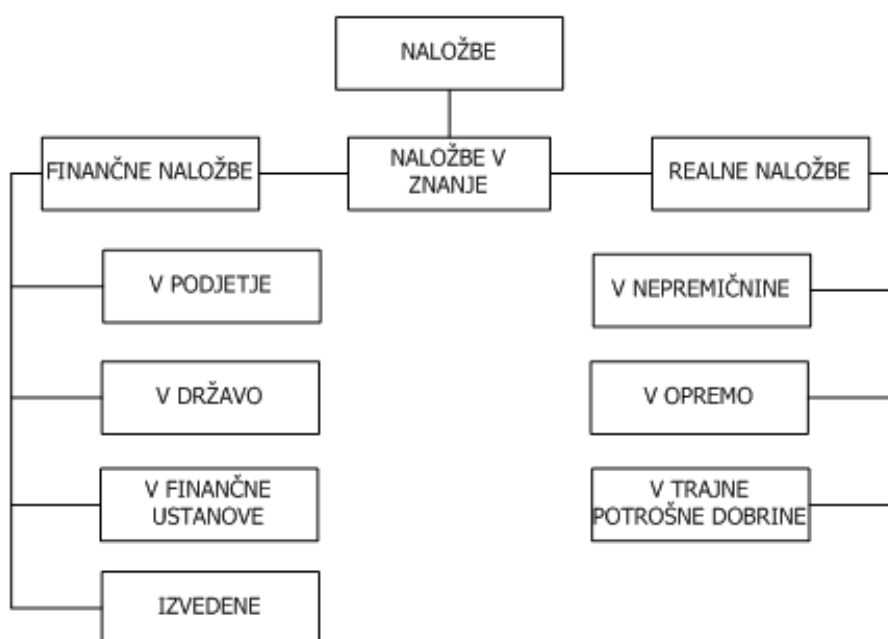 NALOŽBE
FINANČNE NALOŽBE
NALOŽBE V
ZNANJE
REALNE NALOŽBE
V PODJETJE
V NEPREMIČNINE
V DRŽAVO
V OPREMO
V FINANČNE
USTANOVE
V TRAJNE
POTROŠNE DOBRINE
IZVEDENE